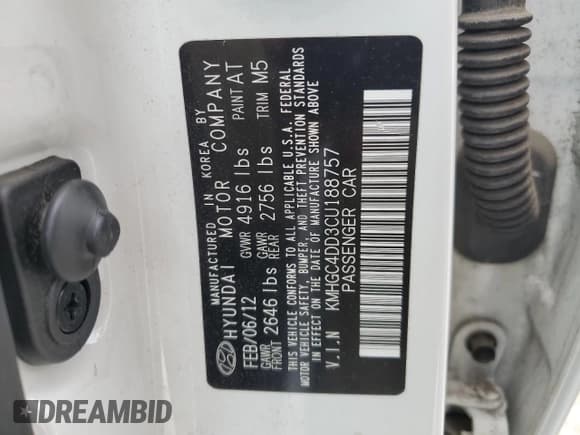 MANUFACTURED IN KOREA BY
HYUNDAI MOTOR COMPANY
FEB/06/12 GVWR 4916 lbs PAINT AT
GAWR FRONT 2646 lbs GAWR REAR 2756 lbs TRIM M5
THIS VEHICLE CONFORMS TO ALL APPLICABLE U.S.A. FEDERAL
MOTOR VEHICLE SAFETY, BUMPER, AND THEFT PREVENTION STANDARDS
IN EFFECT ON THE DATE OF MANUFACTURE SHOWN ABOVE
V.I.N KMHGC4DD3CU188757
PASSENGER CAR
DREAMBID